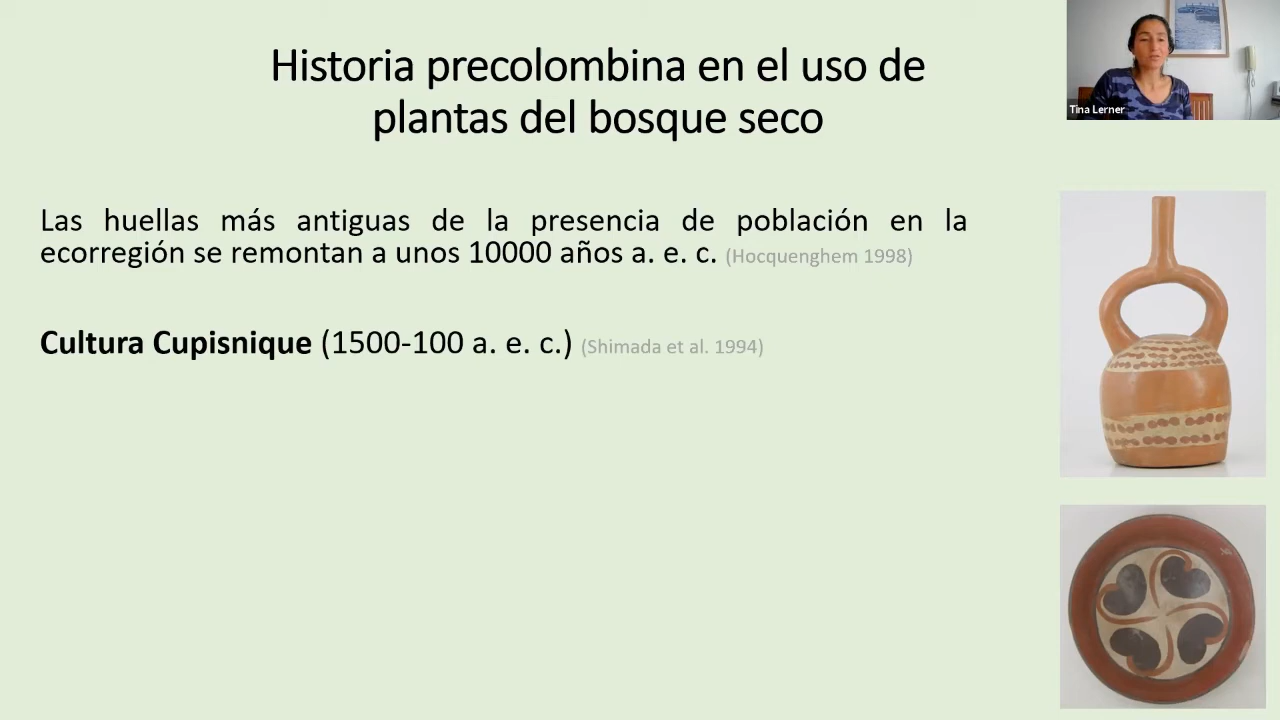 Historia precolombina en el uso de
plantas del bosque seco
Tina Lerner
Las huellas más antiguas de la presencia de población en la
ecorregión se remontan a unos 10000 años a. e. c. (Hocquenghem 1998)
Cultura Cupisnique (1500-100 a. e. c.) (Shimada et al. 1994)